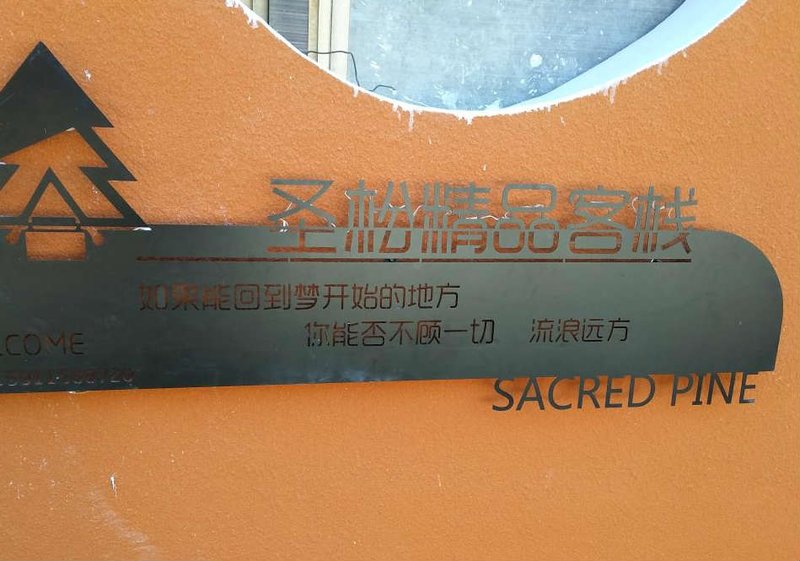 圣松精品客栈
如果能回到梦开始的地方
你能否不顾一切 流浪远方
LCOME
SACRED PINE